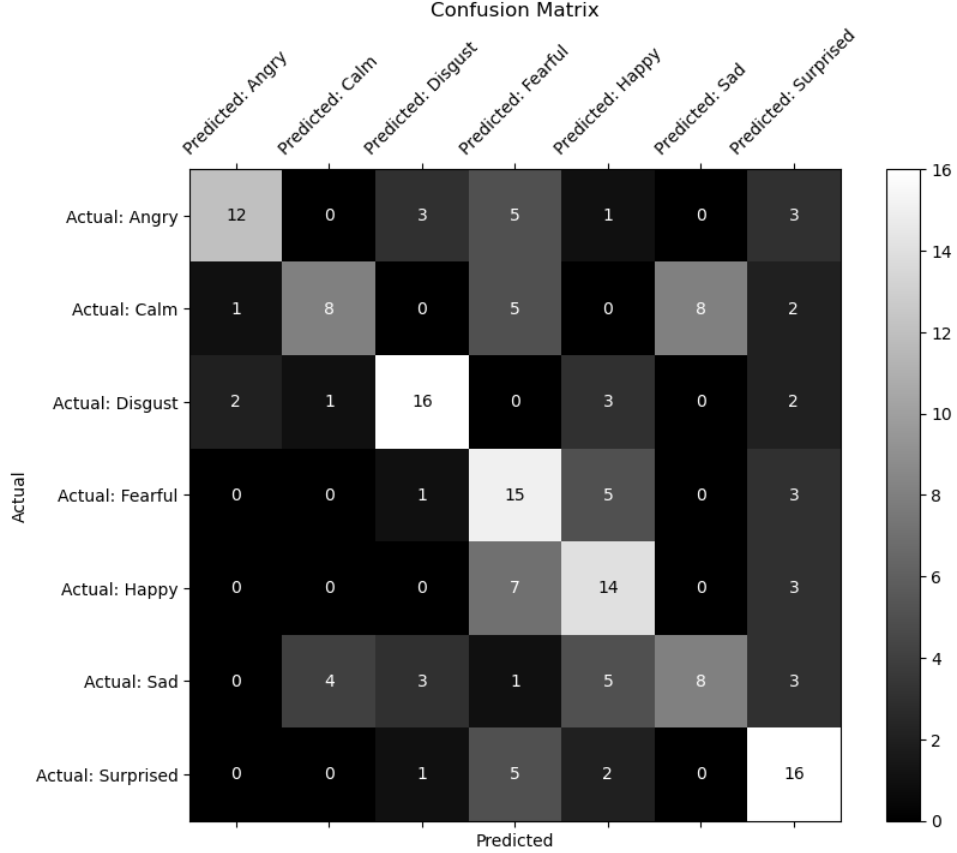 Confusion Matrix
Predicted: Angry
Predicted: Calm
Predicted: Disgust
Predicted: Fearful
Predicted: Happy
Predicted: Sad
Predicted: Surprised
Actual: Angry 12 0 3 5 1 0 3
Actual: Calm 1 8 0 5 0 8 2
Actual: Disgust 2 1 16 0 3 0 2
Actual: Fearful 0 0 1 15 5 0 3
Actual: Happy 0 0 0 7 14 0 3
Actual: Sad 0 4 3 1 5 8 3
Actual: Surprised 0 0 1 5 2 0 16
Actual
Predicted
16
14
12
10
8
6
4
2
0